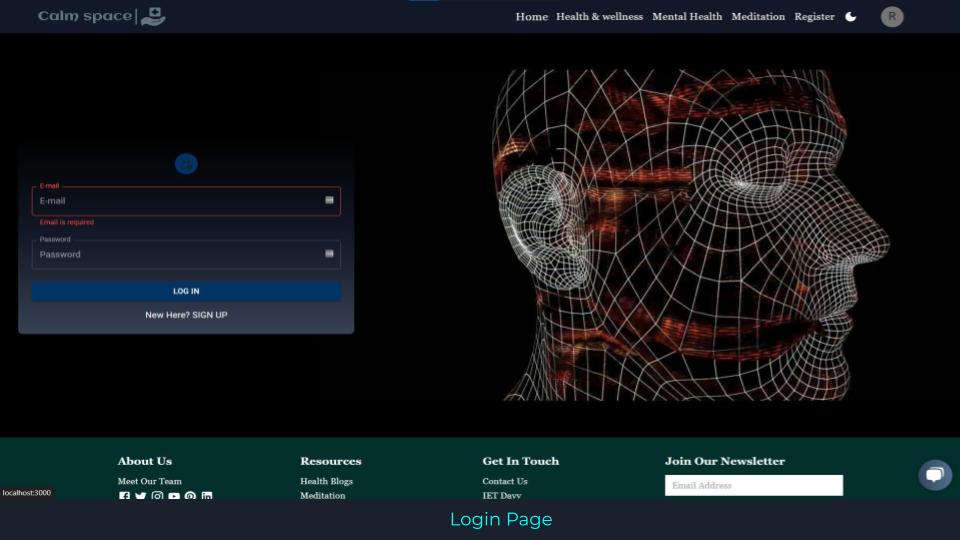 Calm space|
Home Health & wellness Mental Health Meditation Register R
E-mail
E-mail
Email is required
Password
Password
LOG IN
New Here? SIGN UP
About Us Resources Get In Touch Join Our Newsletter
Meet Our Team Health Blogs Contact Us Email Address
Meditation IET Davv
localhost:3000
Login Page